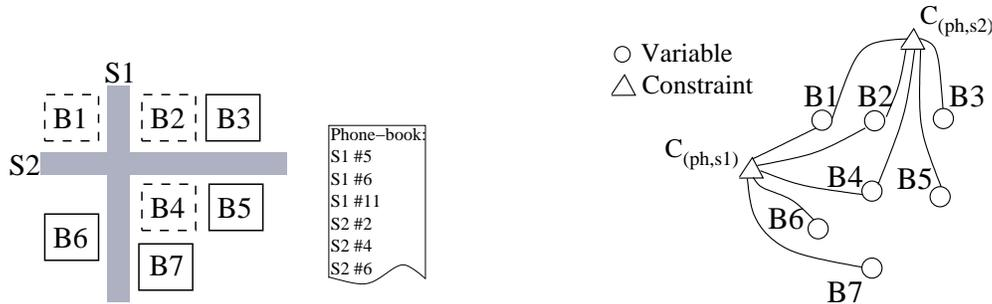 S1
B1
B2
B3
S2
B4
B5
B6
B7
Phone-book:
S1 #5
S1 #6
S1 #11
S2 #2
S2 #4
S2 #6
Variable
Constraint
C(ph,s2)
B1
B2
B3
C(ph,s1)
B4
B5
B6
B7